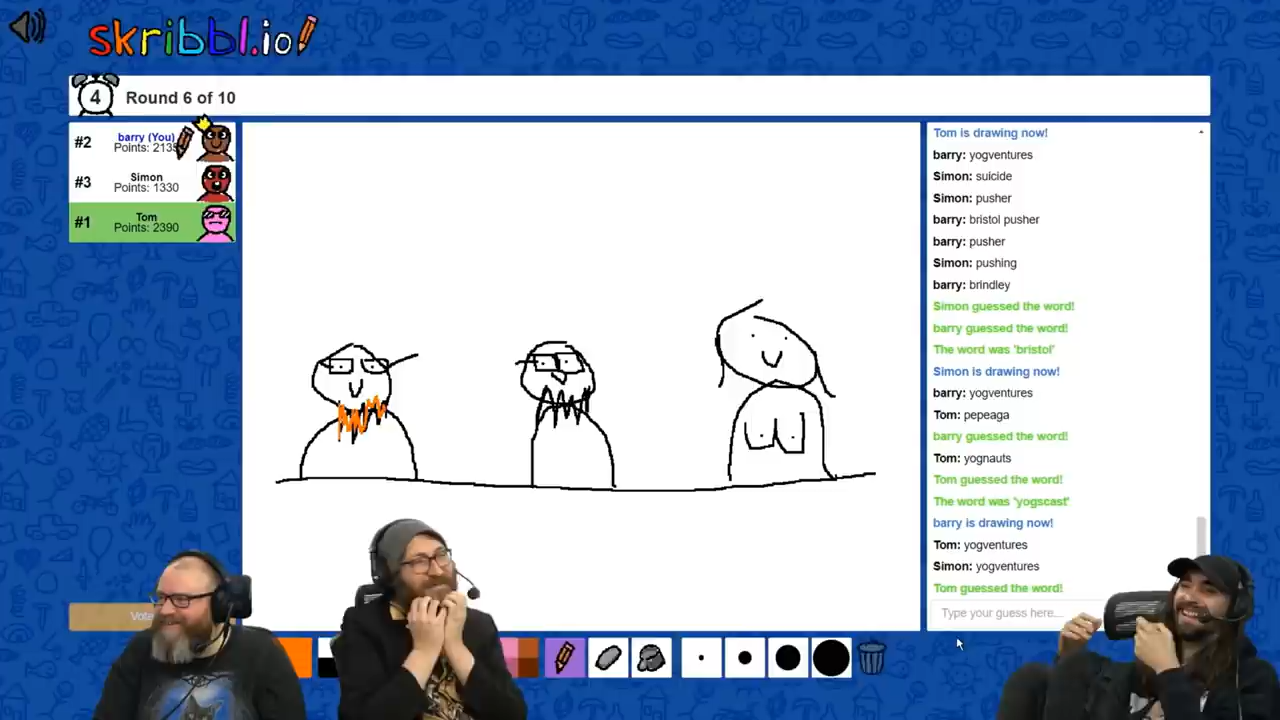 skribbl.io
4
Round 6 of 10
#2
barry (You)
Points: 2135
#3
Simon
Points: 1330
#1
Tom
Points: 2390
Tom is drawing now!
barry: yogventures
Simon: suicide
Simon: pusher
barry: bristol pusher
barry: pusher
Simon: pushing
barry: brindley
Simon guessed the word!
barry guessed the word!
The word was 'bristol'
Simon is drawing now!
barry: yogventures
Tom: pepeaga
barry guessed the word!
Tom: yognauts
Tom guessed the word!
The word was 'yogscast'
barry is drawing now!
Tom: yogventures
Simon: yogventures
Tom guessed the word!
Type your guess here...